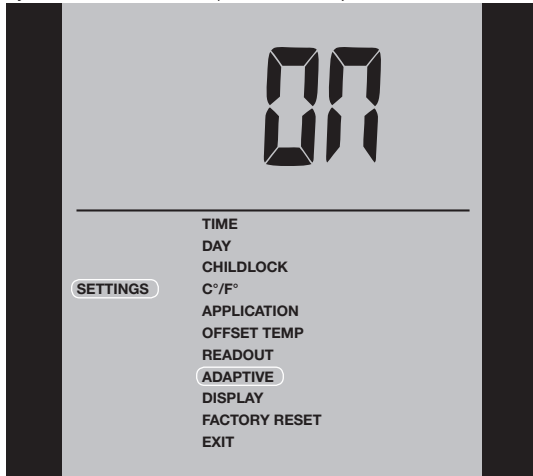 ON
TIME
DAY
CHILDLOCK
SETTINGS C°/F°
APPLICATION
OFFSET TEMP
READOUT
ADAPTIVE
DISPLAY
FACTORY RESET
EXIT